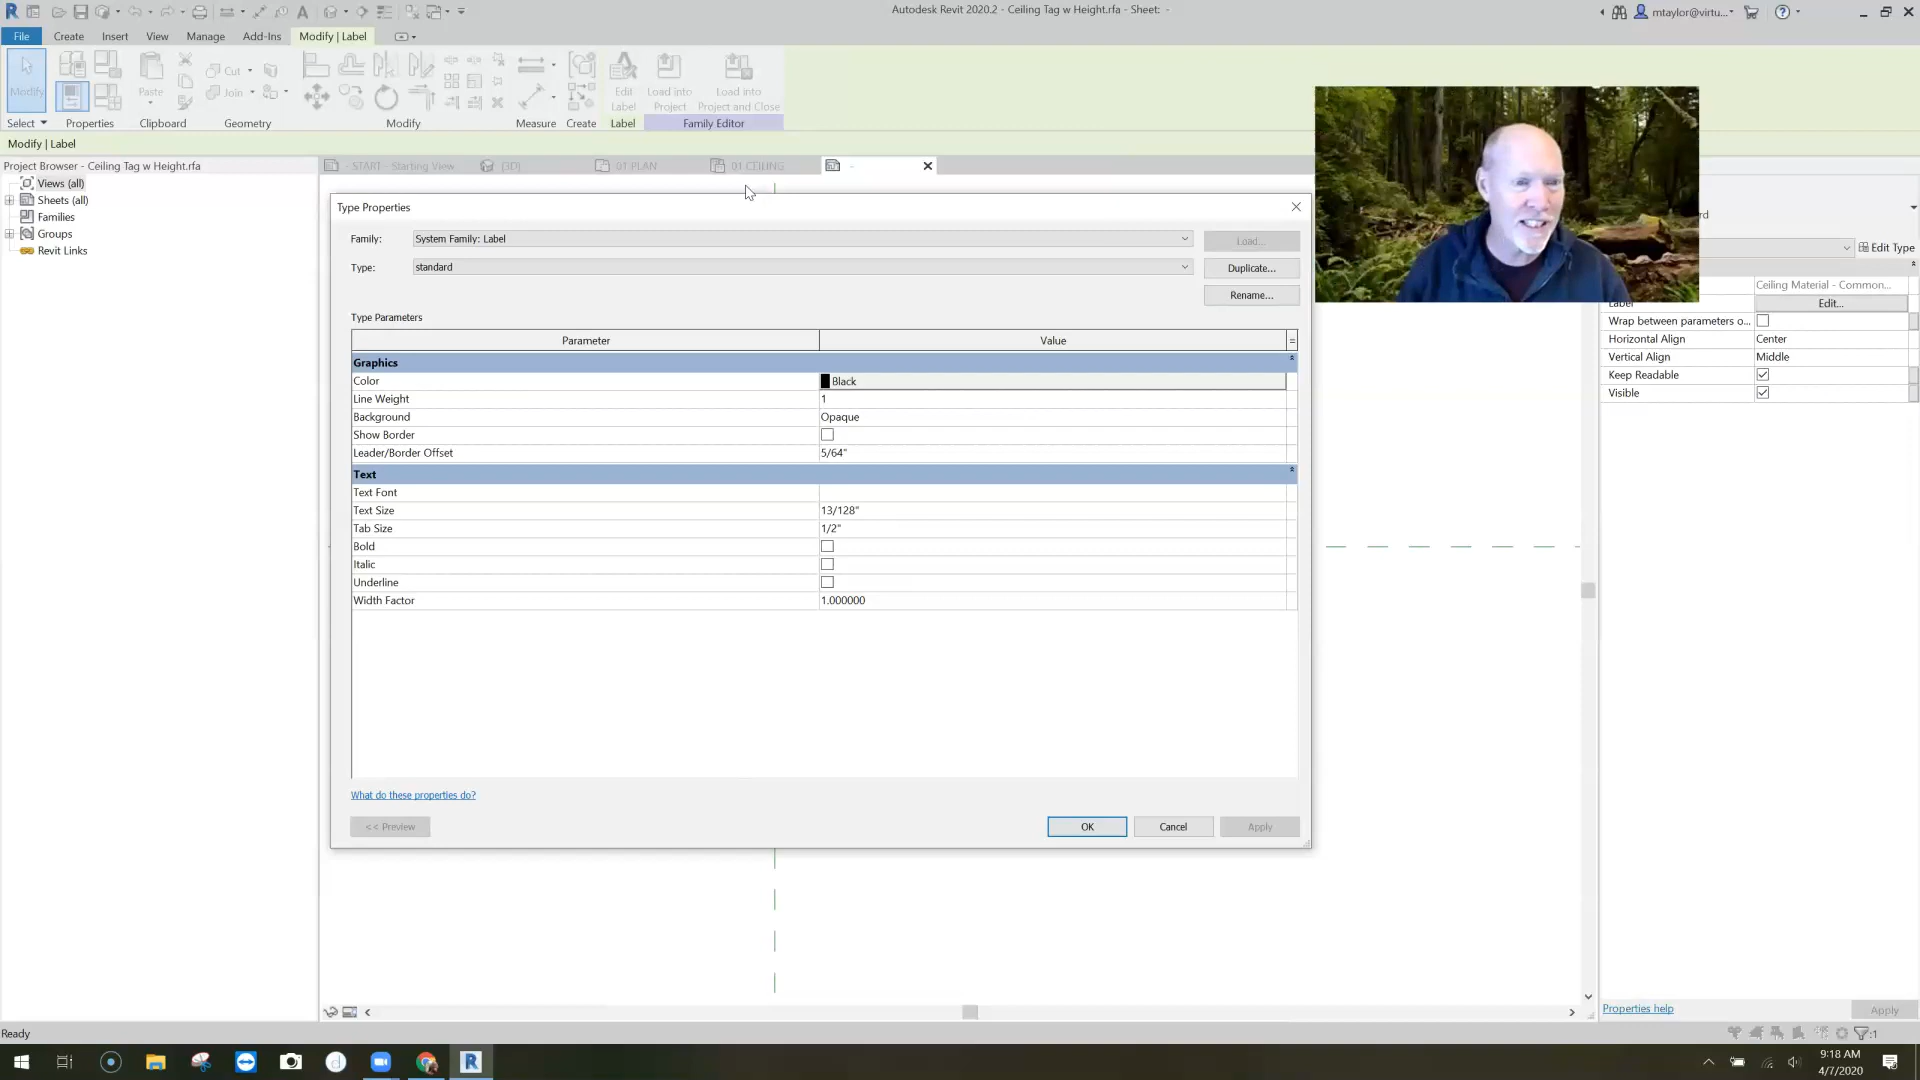 Autodesk Revit 2020.2 - Ceiling Tag w Height.rfa - Sheet: -
mtaylor@virtu...
File Create Insert View Manage Add-Ins Modify | Label
Modify
Cut
Join
Paste
Edit Label
Load into Project
Load into Project and Close
Select Properties Clipboard Geometry Modify Measure Create Label Family Editor
Modify | Label
Project Browser - Ceiling Tag w Height.rfa
Views (all)
Sheets (all)
Families
Groups
Revit Links
- START - Starting View
{3D}
01 PLAN
01 CEILING
-
Type Properties
Family: System Family: Label Load...
Type: standard Duplicate...
Rename...
Type Parameters
Parameter Value =
Graphics
Color Black
Line Weight 1
Background Opaque
Show Border
Leader/Border Offset 5/64"
Text
Text Font
Text Size 13/128"
Tab Size 1/2"
Bold
Italic
Underline
Width Factor 1.000000
What do these properties do?
<< Preview OK Cancel Apply
Edit Type
Ceiling Material - Common...
Label Edit...
Wrap between parameters o...
Horizontal Align Center
Vertical Align Middle
Keep Readable
Visible
Properties help Apply
Ready
:1
9:18 AM
4/7/2020